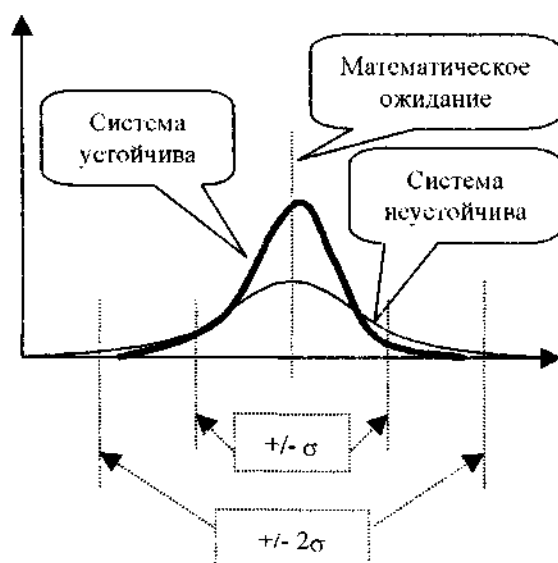 Математическое
ожидание
Система
устойчива
Система
неустойчива
+/- σ
+/- 2σ